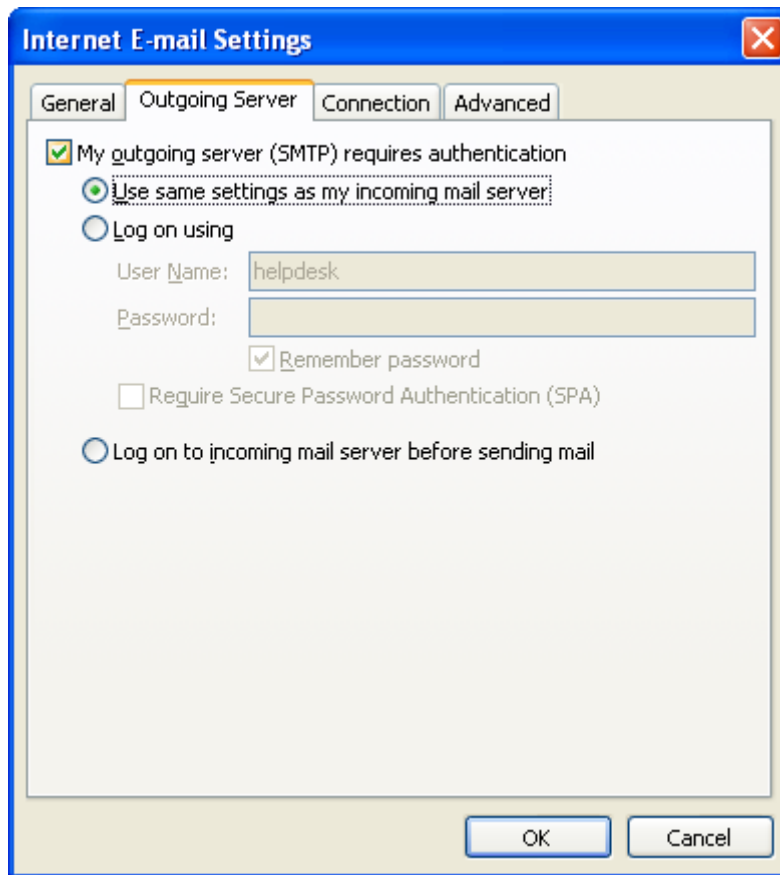 Internet E-mail Settings
General Outgoing Server Connection Advanced
My outgoing server (SMTP) requires authentication
Use same settings as my incoming mail server
Log on using
User Name: helpdesk
Password:
Remember password
Require Secure Password Authentication (SPA)
Log on to incoming mail server before sending mail
OK Cancel